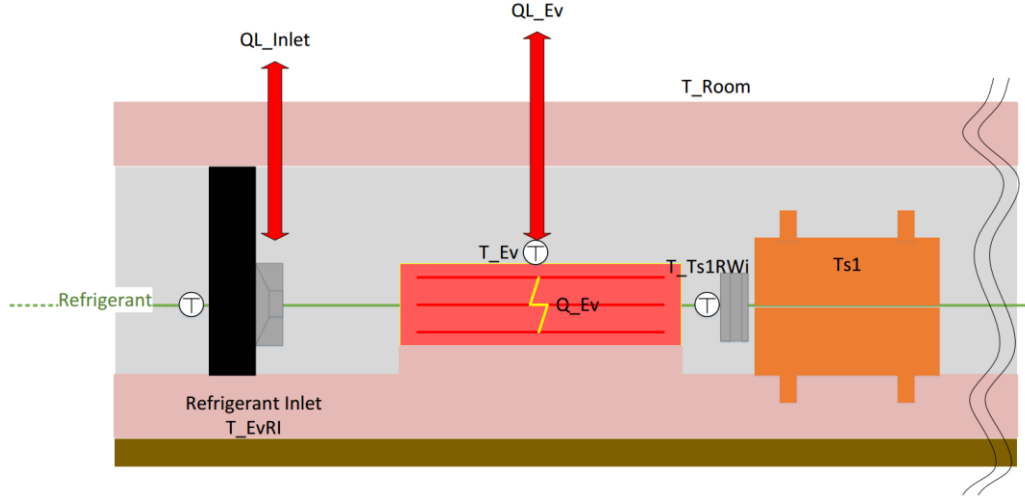 QL_Ev
QL_Inlet
T_Room
T_Ev
T
T_Ts1RWi
Ts1
Refrigerant
T
Q_Ev
T
Refrigerant Inlet
T_EvRI